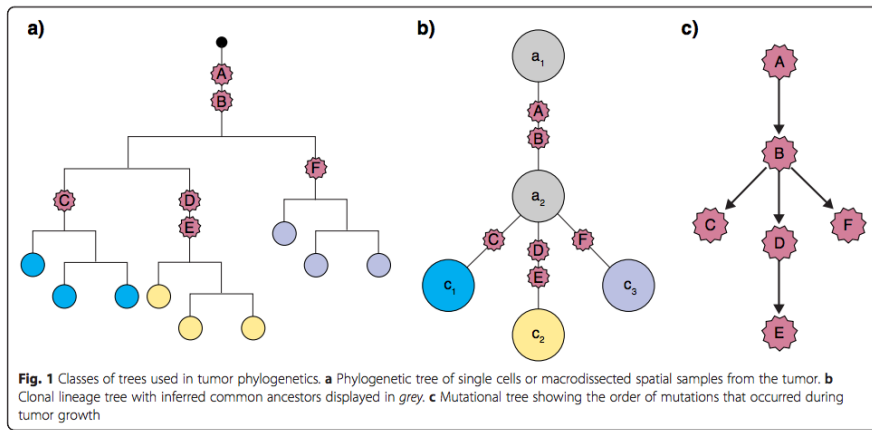 a)
A
B
F
C
D
E
b)
a1
A
B
a2
C
D
F
E
c1
c3
c2
c)
A
B
C
F
D
E
Fig. 1 Classes of trees used in tumor phylogenetics. a Phylogenetic tree of single cells or macrodissected spatial samples from the tumor. b
Clonal lineage tree with inferred common ancestors displayed in grey. c Mutational tree showing the order of mutations that occurred during
tumor growth